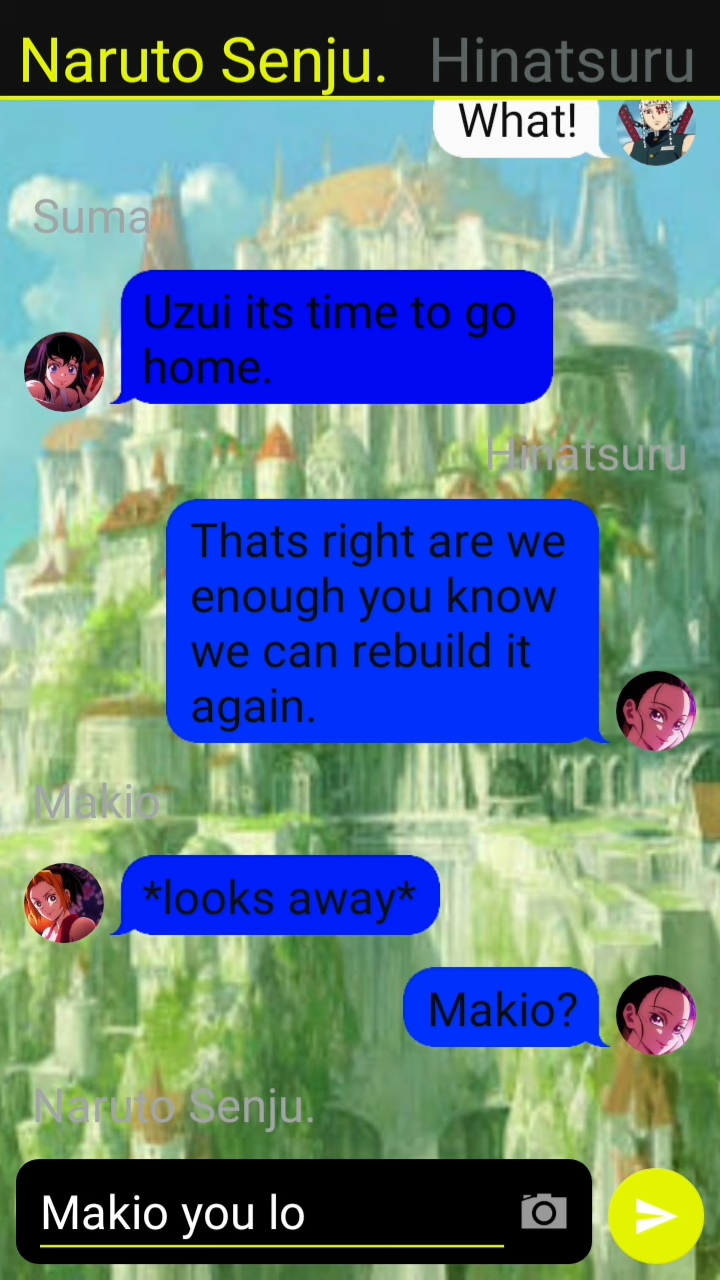 Naruto Senju. Hinatsuru
What!
Suma
Uzui its time to go
home.
Hinatsuru
Thats right are we
enough you know
we can rebuild it
again.
Makio
*looks away*
Makio?
Naruto Senju.
Makio you lo